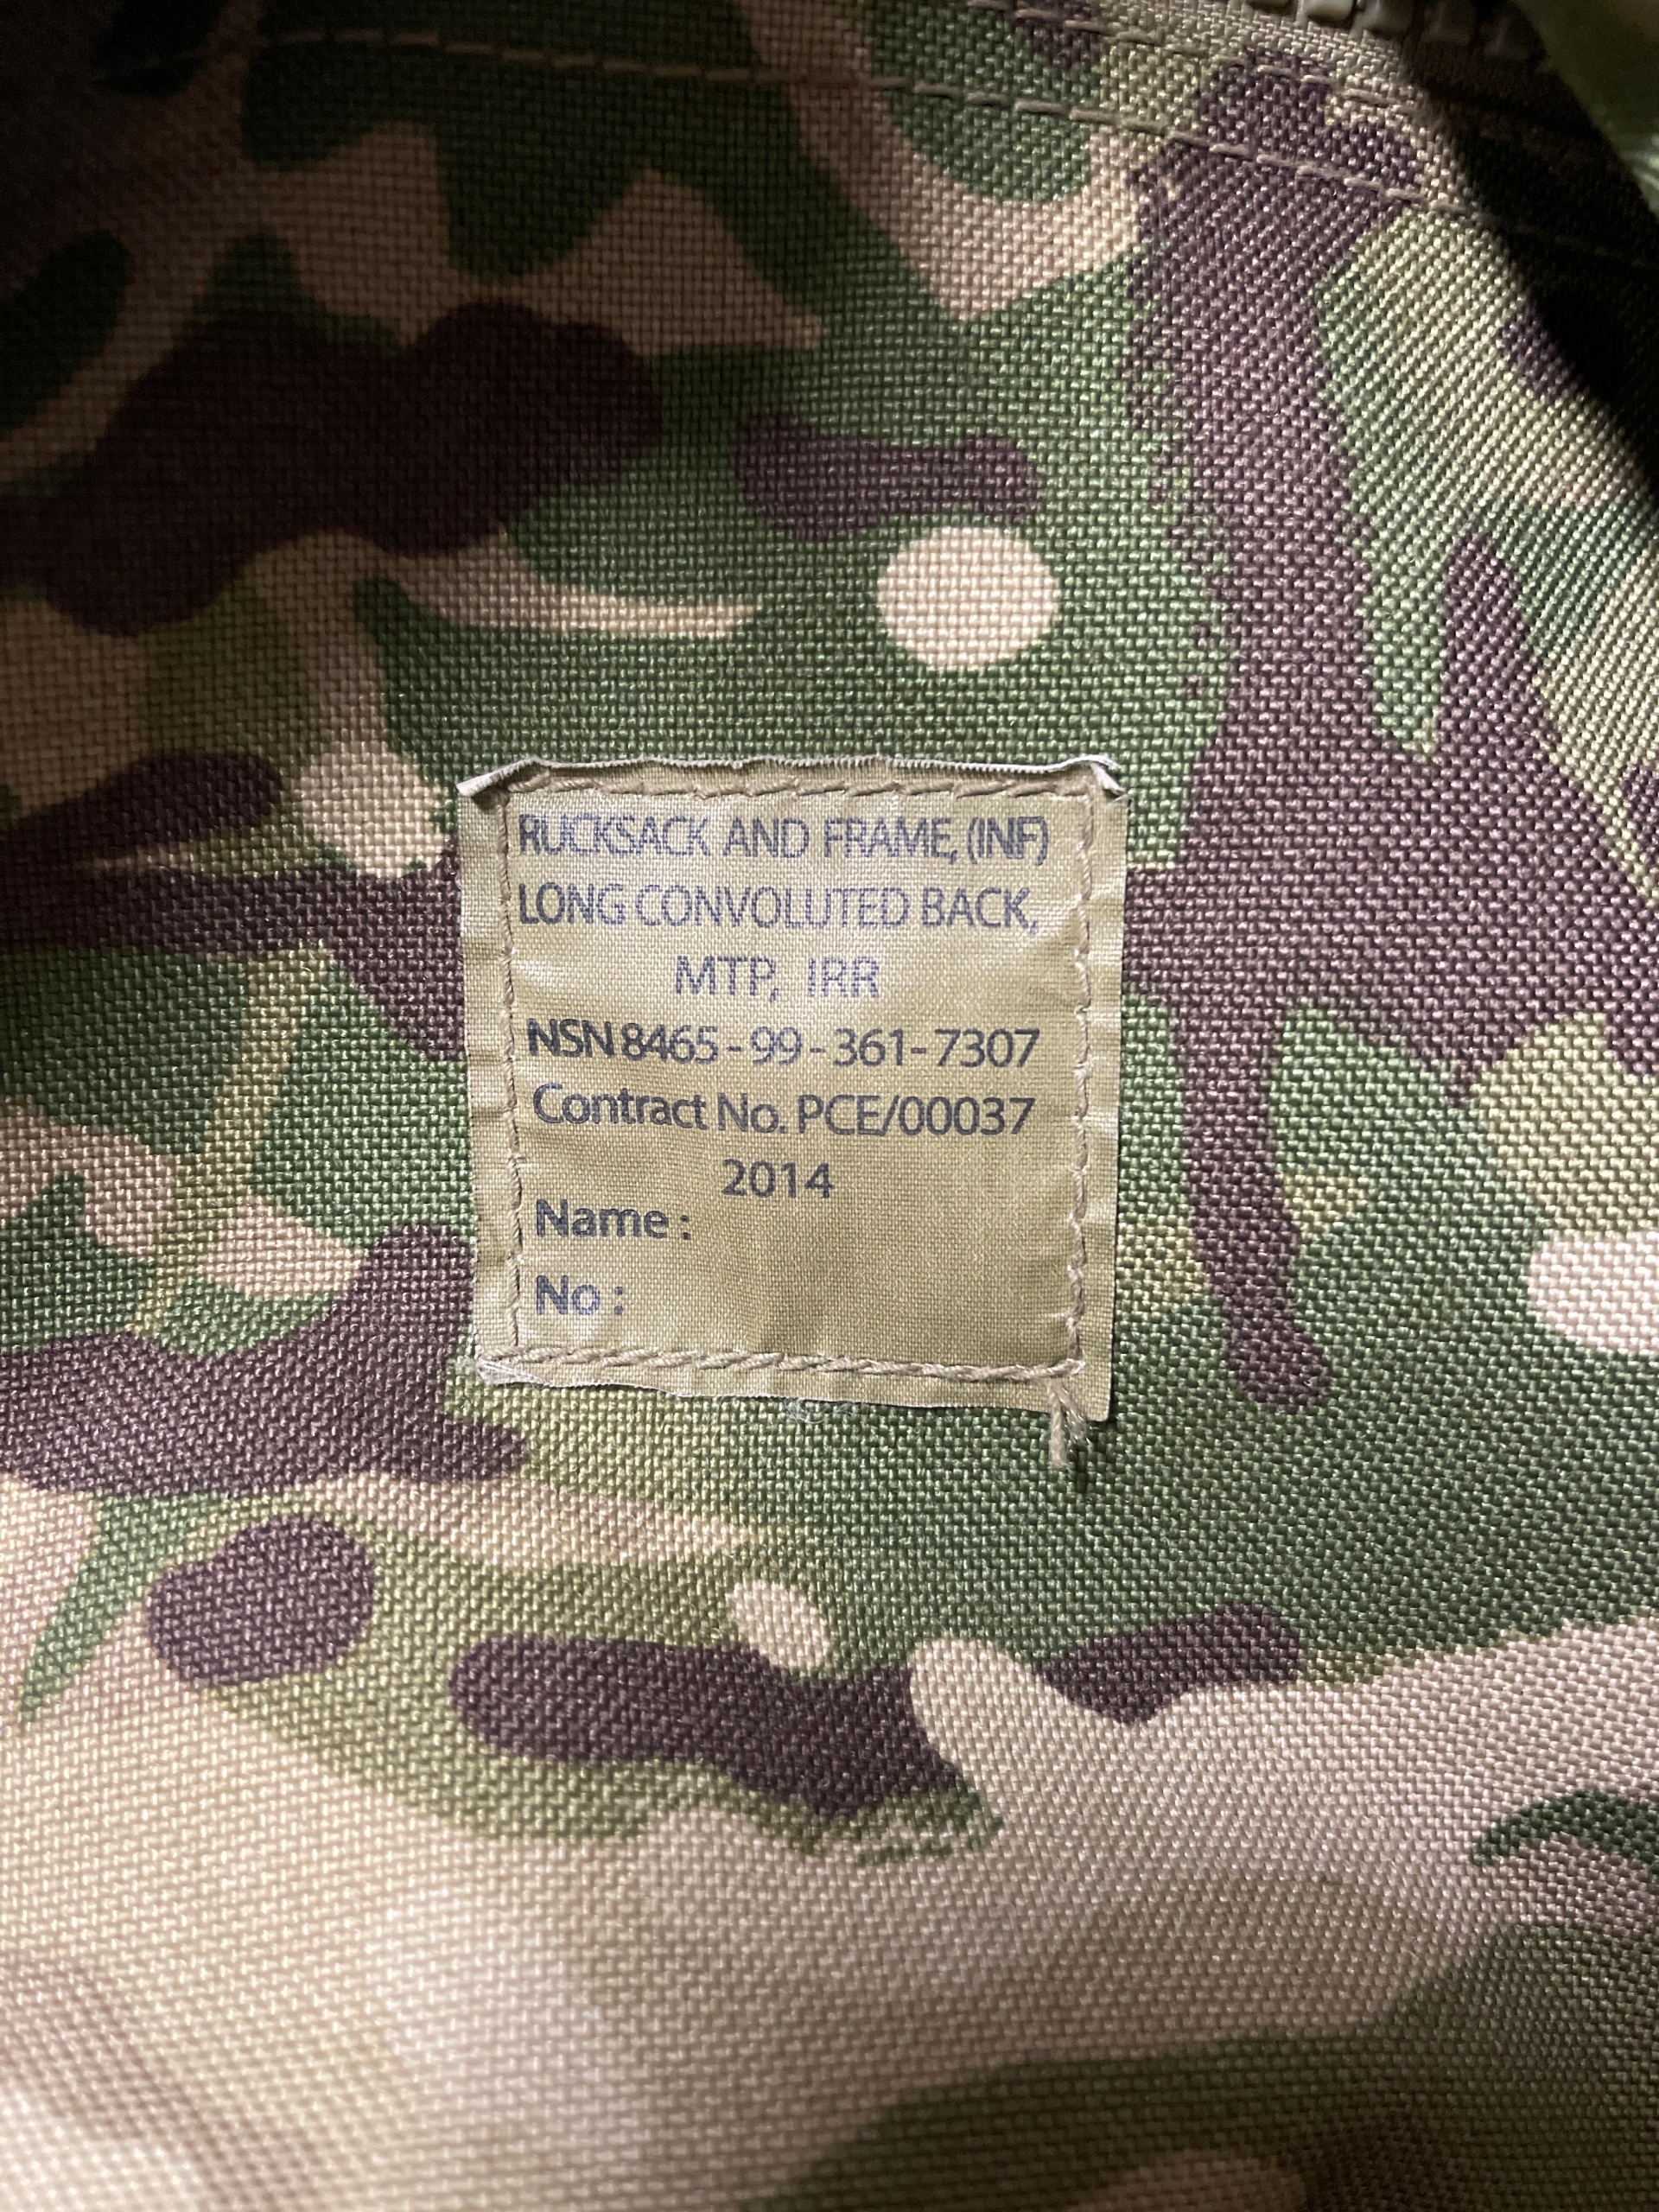 RUCKSACK AND FRAME, (INF)
LONG CONVOLUTED BACK,
MTP, IRR
NSN 8465-99-361-7307
Contract No. PCE/00037
2014
Name :
No :